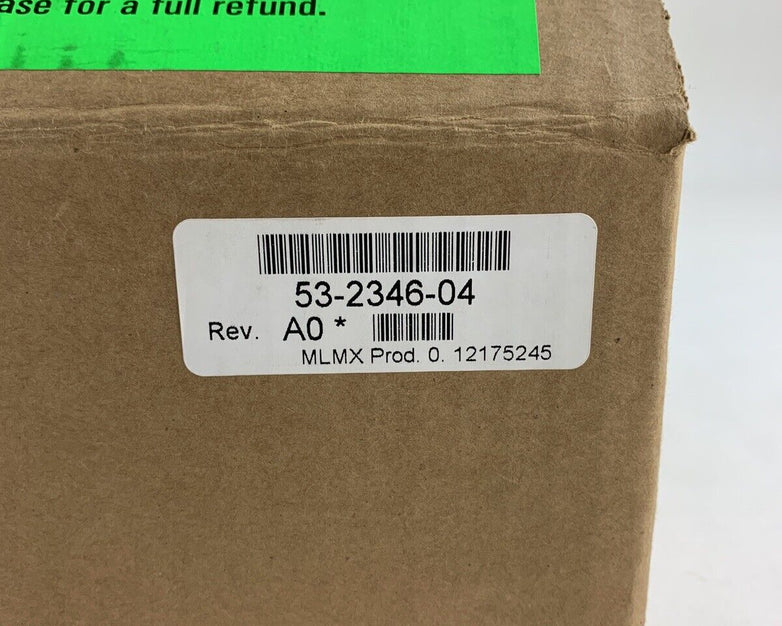 ase for a full refund.
53-2346-04
Rev. A0 *
MLMX Prod. 0. 12175245